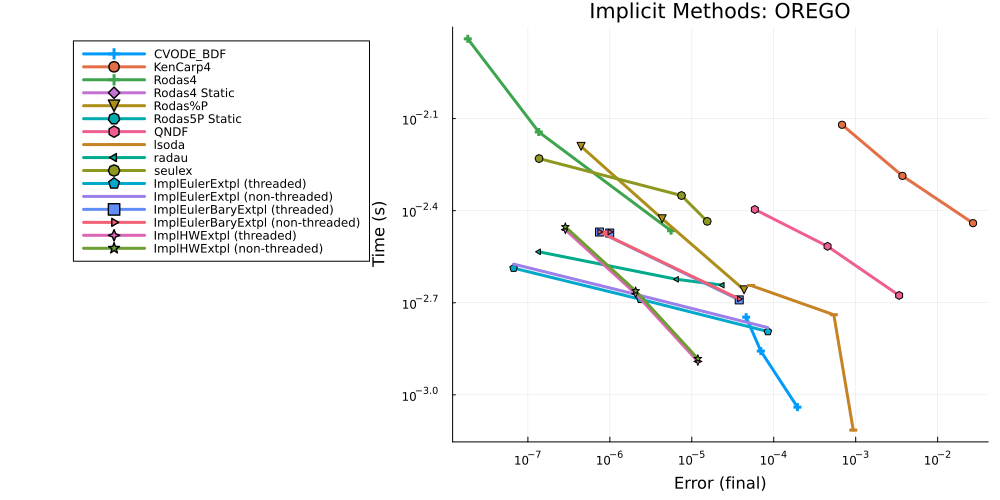 Implicit Methods: OREGO
CVODE_BDF
KenCarp4
Rodas4
Rodas4 Static
Rodas%P
Rodas5P Static
QNDF
lsoda
radau
seulex
ImplEulerExtpl (threaded)
ImplEulerExtpl (non-threaded)
ImplEulerBaryExtpl (threaded)
ImplEulerBaryExtpl (non-threaded)
ImplHWExtpl (threaded)
ImplHWExtpl (non-threaded)
Time (s)
10⁻²·¹
10⁻²·⁴
10⁻²·⁷
10⁻³·⁰
10⁻⁷ 10⁻⁶ 10⁻⁵ 10⁻⁴ 10⁻³ 10⁻²
Error (final)